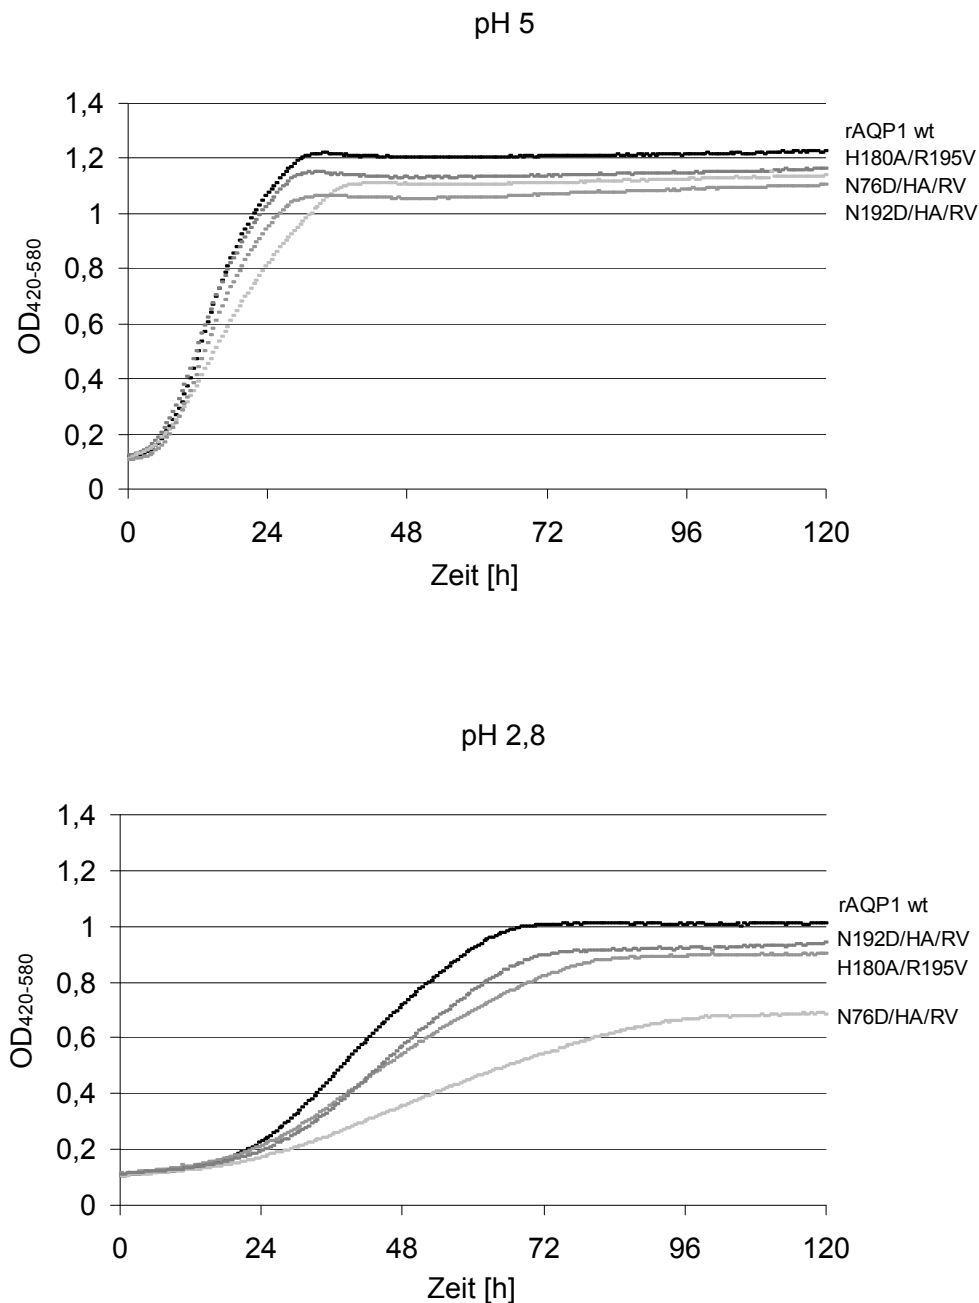 pH 5
1,4
1,2
1
0,8
0,6
0,4
0,2
0
OD420-580
0
24
48
72
96
120
Zeit [h]
rAQP1 wt
H180A/R195V
N76D/HA/RV
N192D/HA/RV
pH 2,8
1,4
1,2
1
0,8
0,6
0,4
0,2
0
OD420-580
0
24
48
72
96
120
Zeit [h]
rAQP1 wt
N192D/HA/RV
H180A/R195V
N76D/HA/RV